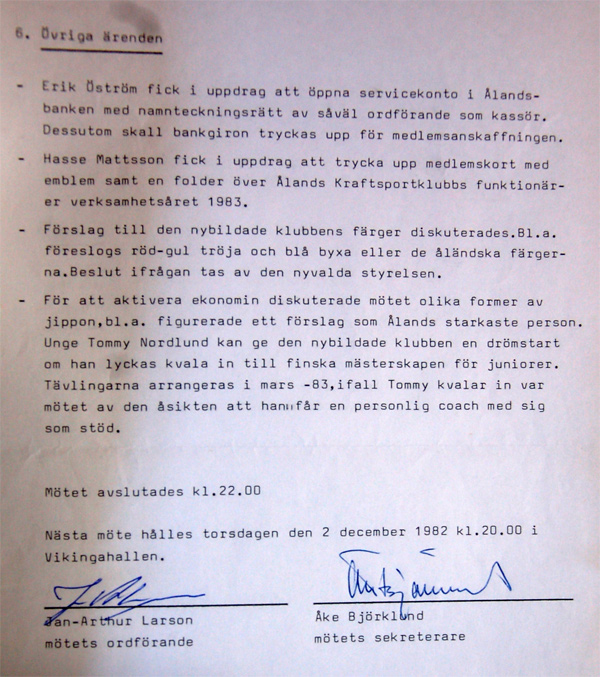 6. Övriga ärenden
- Erik Öström fick i uppdrag att öppna servicekonto i Ålands-
banken med namnteckningsrätt av såväl ordförande som kassör.
Dessutom skall bankgiron tryckas upp för medlemsanskaffningen.
- Hasse Mattsson fick i uppdrag att trycka upp medlemskort med
emblem samt en folder över Ålands Kraftsportklubbs funktionär-
er verksamhetsåret 1983.
- Förslag till den nybildade klubbens färger diskuterades.Bl.a.
föreslogs röd-gul tröja och blå byxa eller de åländska färger-
na.Beslut ifrågan tas av den nyvalda styrelsen.
- För att aktivera ekonomin diskuterade mötet olika former av
jippon,bl.a. figurerade ett förslag som Ålands starkaste person.
Unge Tommy Nordlund kan ge den nybildade klubben en drömstart
om han lyckas kvala in till finska mästerskapen för juniorer.
Tävlingarna arrangeras i mars -83,ifall Tommy kvalar in var
mötet av den åsikten att han får en personlig coach med sig
som stöd.
Mötet avslutades kl.22.00
Nästa möte hålles torsdagen den 2 december 1982 kl.20.00 i
Vikingahallen.
Jan-Arthur Larson
mötets ordförande
Åke Björklund
mötets sekreterare